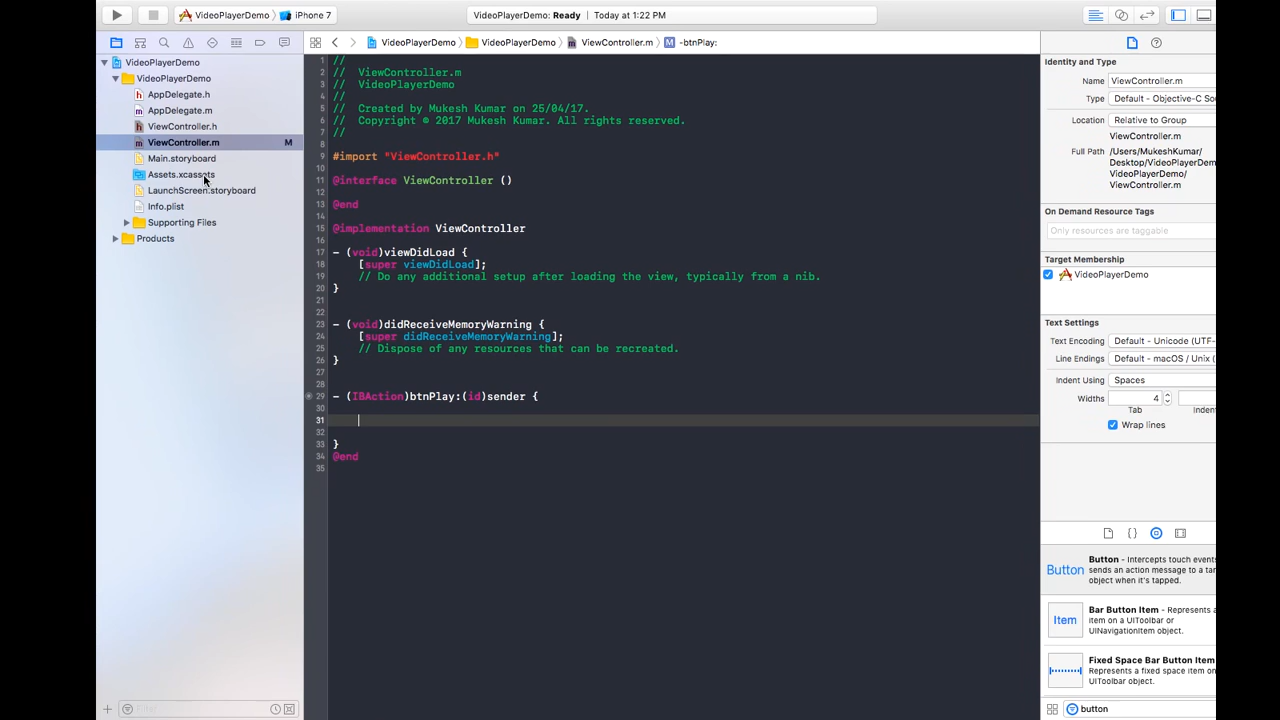 VideoPlayerDemo
iPhone 7
VideoPlayerDemo: Ready
Today at 1:22 PM
VideoPlayerDemo
VideoPlayerDemo
ViewController.m
-btnPlay:
VideoPlayerDemo
VideoPlayerDemo
AppDelegate.h
AppDelegate.m
ViewController.h
ViewController.m M
Main.storyboard
Assets.xcassets
LaunchScreen.storyboard
Info.plist
Supporting Files
Products
1 //
2 // ViewController.m
3 // VideoPlayerDemo
4 //
5 // Created by Mukesh Kumar on 25/04/17.
6 // Copyright © 2017 Mukesh Kumar. All rights reserved.
7 //
8
9 #import "ViewController.h"
10
11 @interface ViewController ()
12
13 @end
14
15 @implementation ViewController
16
17 - (void)viewDidLoad {
18 [super viewDidLoad];
19 // Do any additional setup after loading the view, typically from a nib.
20 }
21
22
23 - (void)didReceiveMemoryWarning {
24 [super didReceiveMemoryWarning];
25 // Dispose of any resources that can be recreated.
26 }
27
28
29 - (IBAction)btnPlay:(id)sender {
30
31
32
33 }
34 @end
35
Identity and Type
Name ViewController.m
Type Default - Objective-C So
Location Relative to Group
ViewController.m
Full Path /Users/MukeshKumar/
Desktop/VideoPlayerDem
VideoPlayerDemo/
ViewController.m
On Demand Resource Tags
Only resources are taggable
Target Membership
VideoPlayerDemo
Text Settings
Text Encoding Default - Unicode (UTF-
Line Endings Default - macOS / Unix (
Indent Using Spaces
Widths 4
Tab Inden
Wrap lines
Button
Button - Intercepts touch events
sends an action message to a tar
object when it's tapped.
Item
Bar Button Item - Represents a
item on a UIToolbar or
UINavigationItem object.
Fixed Space Bar Button Item
Represents a fixed space item on
UIToolbar object.
Filter
button